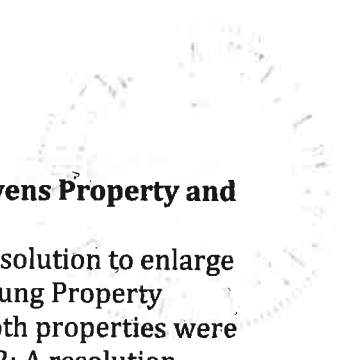 vens Property and
solution to enlarge
ung Property
oth properties were
2: A resolution